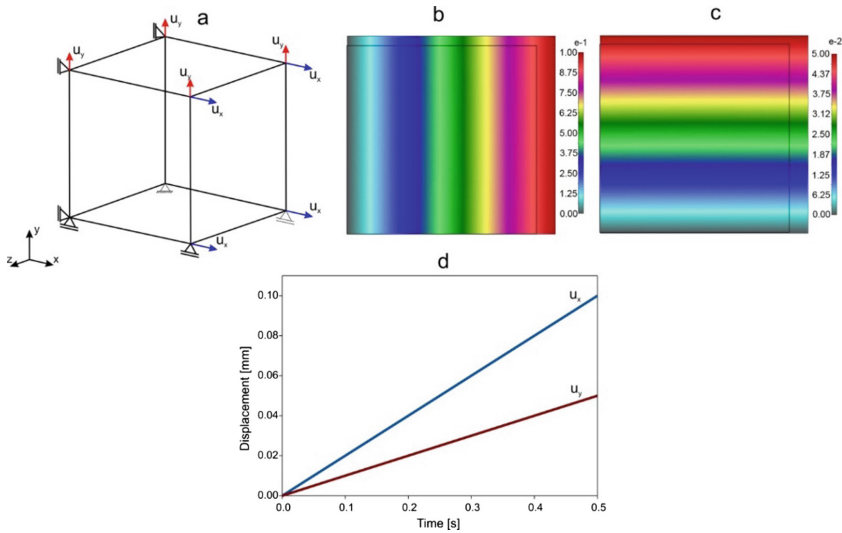 a
u_y
u_y
u_y
u_y
u_x
u_x
u_x
u_x
y
z
x
b
e-1
1.00
8.75
7.50
6.25
5.00
3.75
2.50
1.25
0.00
c
e-2
5.00
4.37
3.75
3.12
2.50
1.87
1.25
6.25
0.00
d
Displacement [mm]
0.10
0.08
0.06
0.04
0.02
0.00
u_x
u_y
0.0 0.1 0.2 0.3 0.4 0.5
Time [s]